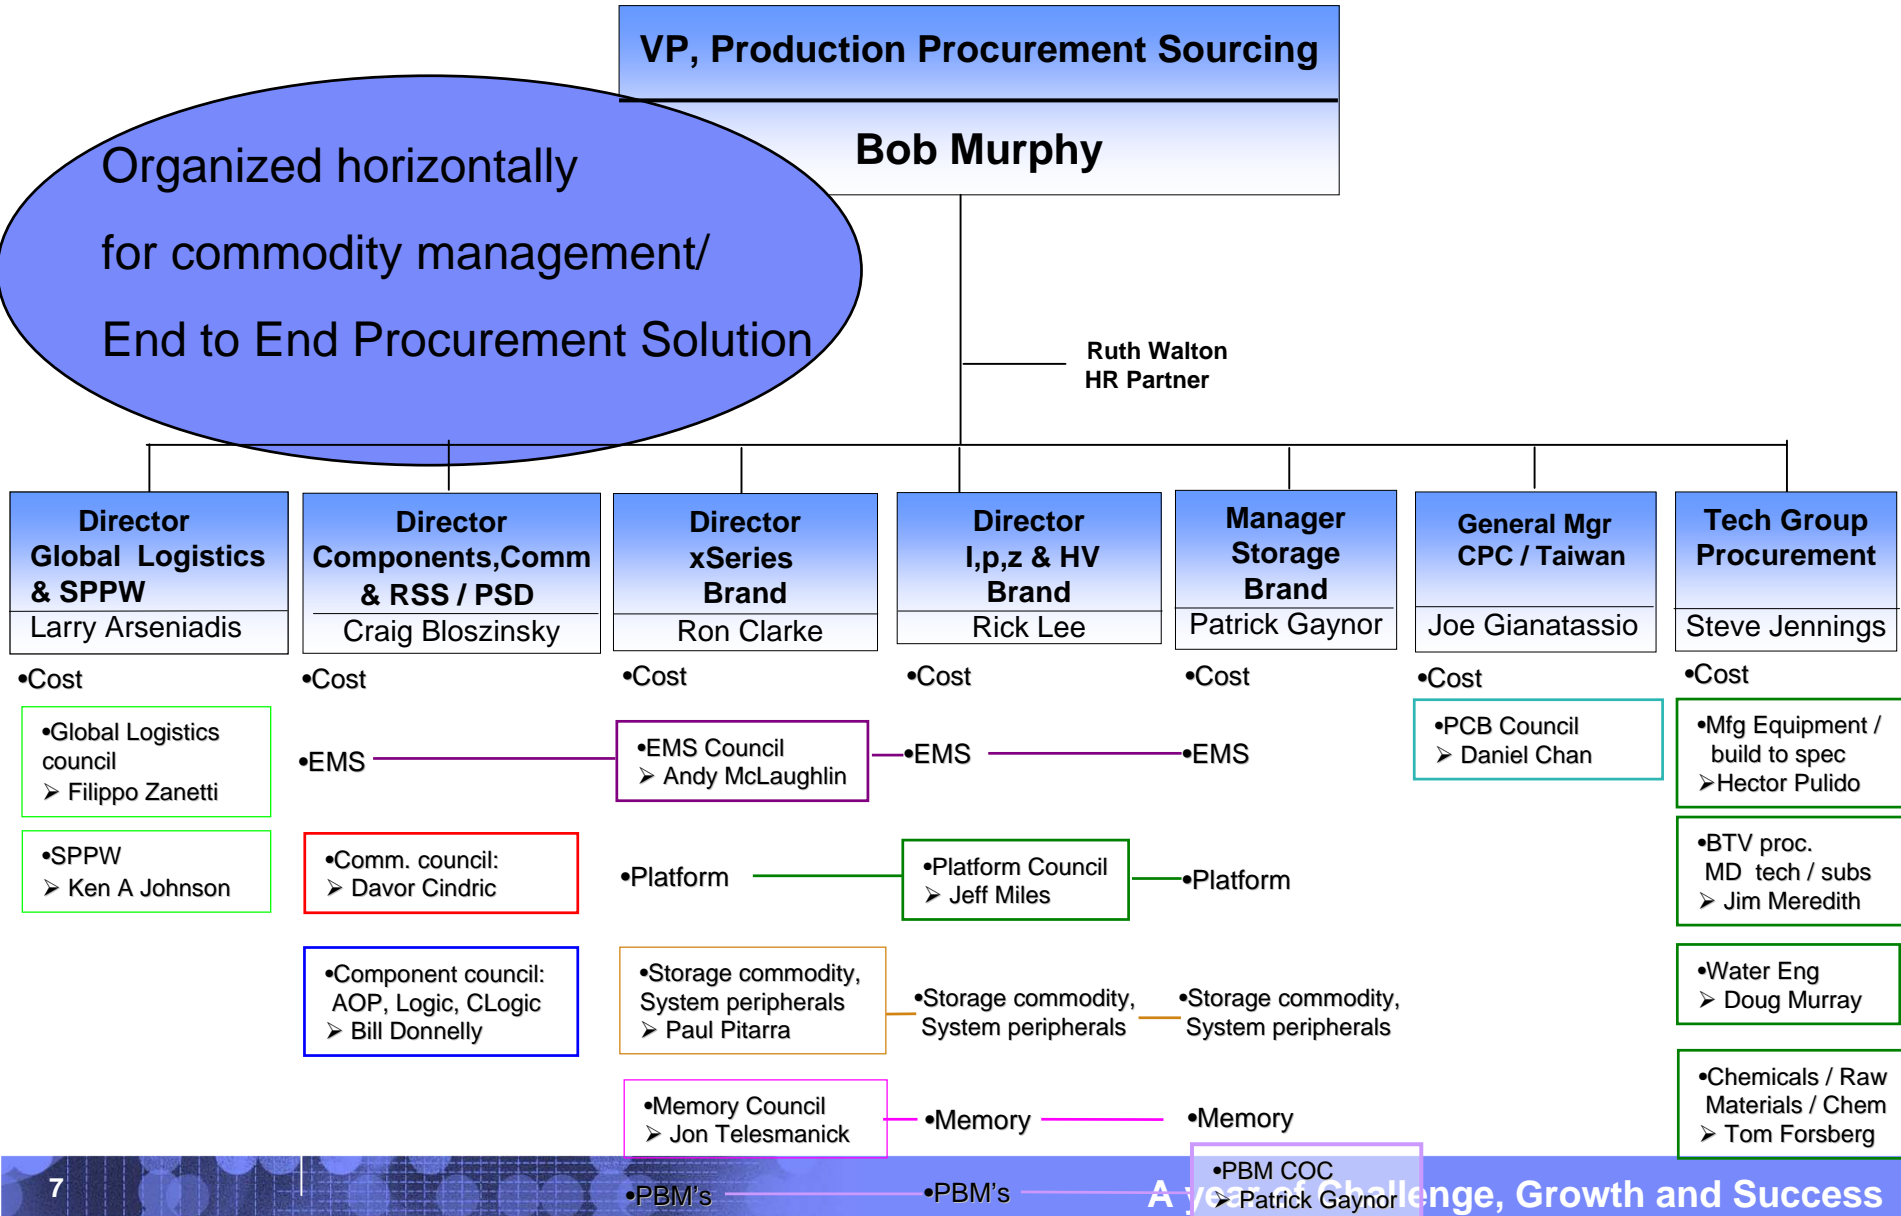 VP, Production Procurement Sourcing
Bob Murphy
Organized horizontally
for commodity management/
End to End Procurement Solution
Ruth Walton
HR Partner
Director
Global Logistics
& SPPW
Larry Arseniadis
•Cost
•Global Logistics
council
➢ Filippo Zanetti
•SPPW
➢ Ken A Johnson
Director
Components,Comm
& RSS / PSD
Craig Bloszinsky
•Cost
•EMS
•Comm. council:
➢ Davor Cindric
•Component council:
AOP, Logic, CLogic
➢ Bill Donnelly
Director
xSeries
Brand
Ron Clarke
•Cost
•EMS Council
➢ Andy McLaughlin
•Platform
•Storage commodity,
System peripherals
➢ Paul Pitarra
•Memory Council
➢ Jon Telesmanick
•PBM's
Director
I,p,z & HV
Brand
Rick Lee
•Cost
•EMS
•Platform Council
➢ Jeff Miles
•Storage commodity,
System peripherals
•Memory
•PBM's
Manager
Storage
Brand
Patrick Gaynor
•Cost
•EMS
•Platform
•Storage commodity,
System peripherals
•Memory
•PBM COC
➢ Patrick Gaynor
General Mgr
CPC / Taiwan
Joe Gianatassio
•Cost
•PCB Council
➢ Daniel Chan
Tech Group
Procurement
Steve Jennings
•Cost
•Mfg Equipment /
build to spec
➢Hector Pulido
•BTV proc.
MD tech / subs
➢ Jim Meredith
•Water Eng
➢ Doug Murray
•Chemicals / Raw
Materials / Chem
➢ Tom Forsberg
7
A year of Challenge, Growth and Success